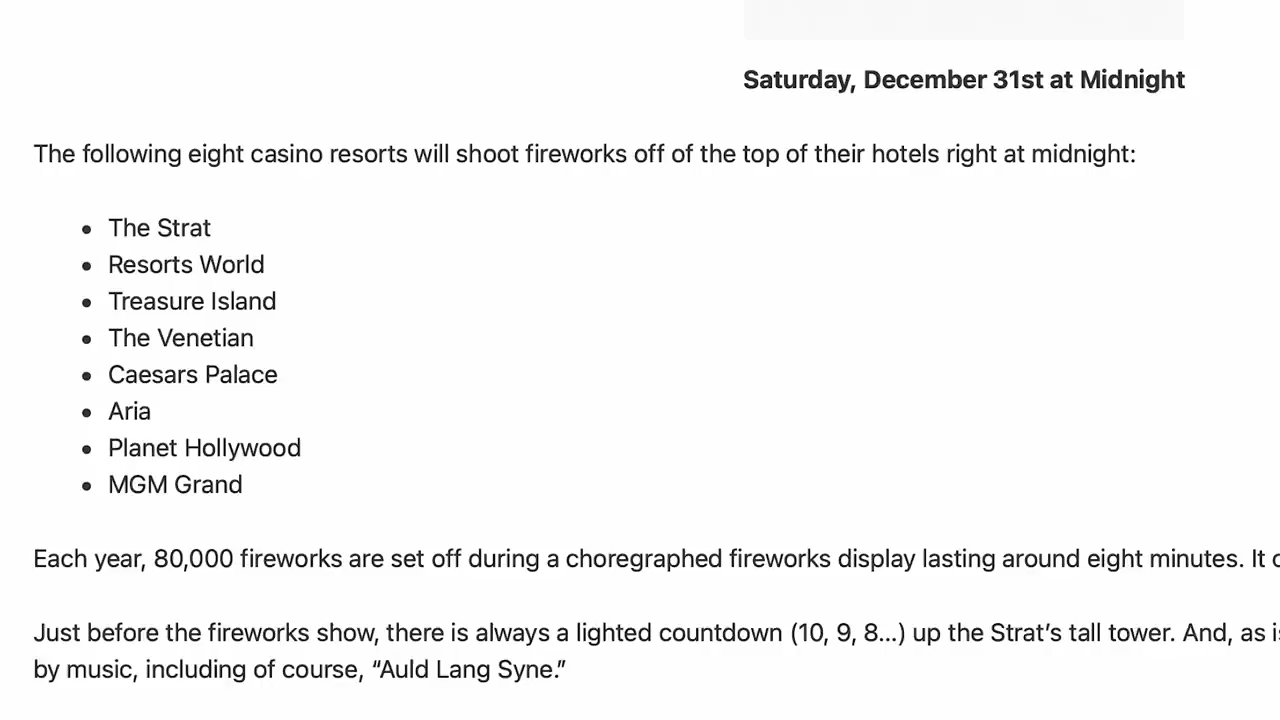 Saturday, December 31st at Midnight
The following eight casino resorts will shoot fireworks off of the top of their hotels right at midnight:
• The Strat
• Resorts World
• Treasure Island
• The Venetian
• Caesars Palace
• Aria
• Planet Hollywood
• MGM Grand
Each year, 80,000 fireworks are set off during a choregraphed fireworks display lasting around eight minutes. It
Just before the fireworks show, there is always a lighted countdown (10, 9, 8...) up the Strat’s tall tower. And, as
by music, including of course, “Auld Lang Syne.”